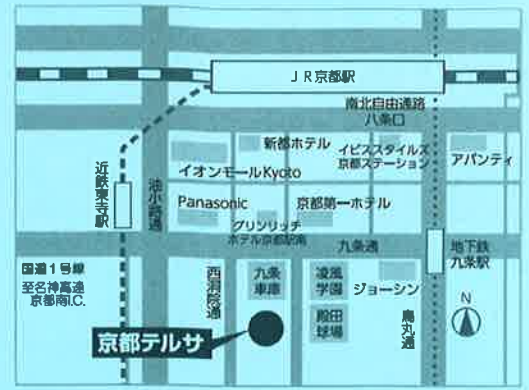 JR京都駅
南北自由通路
八条口
新都ホテル
イビススタイルズ
京都ステーション
アバンティ
イオンモールKyoto
近鉄東寺駅
油小路通
Panasonic
京都第一ホテル
グリンリッチ
ホテル京都駅南
九条通
地下鉄
九条駅
国道1号線
至名神高速
京都南I.C.
西洞院通
九条
車庫
凌風
学園
ジョーシン
殿田
球場
烏丸通
N
京都テルサ